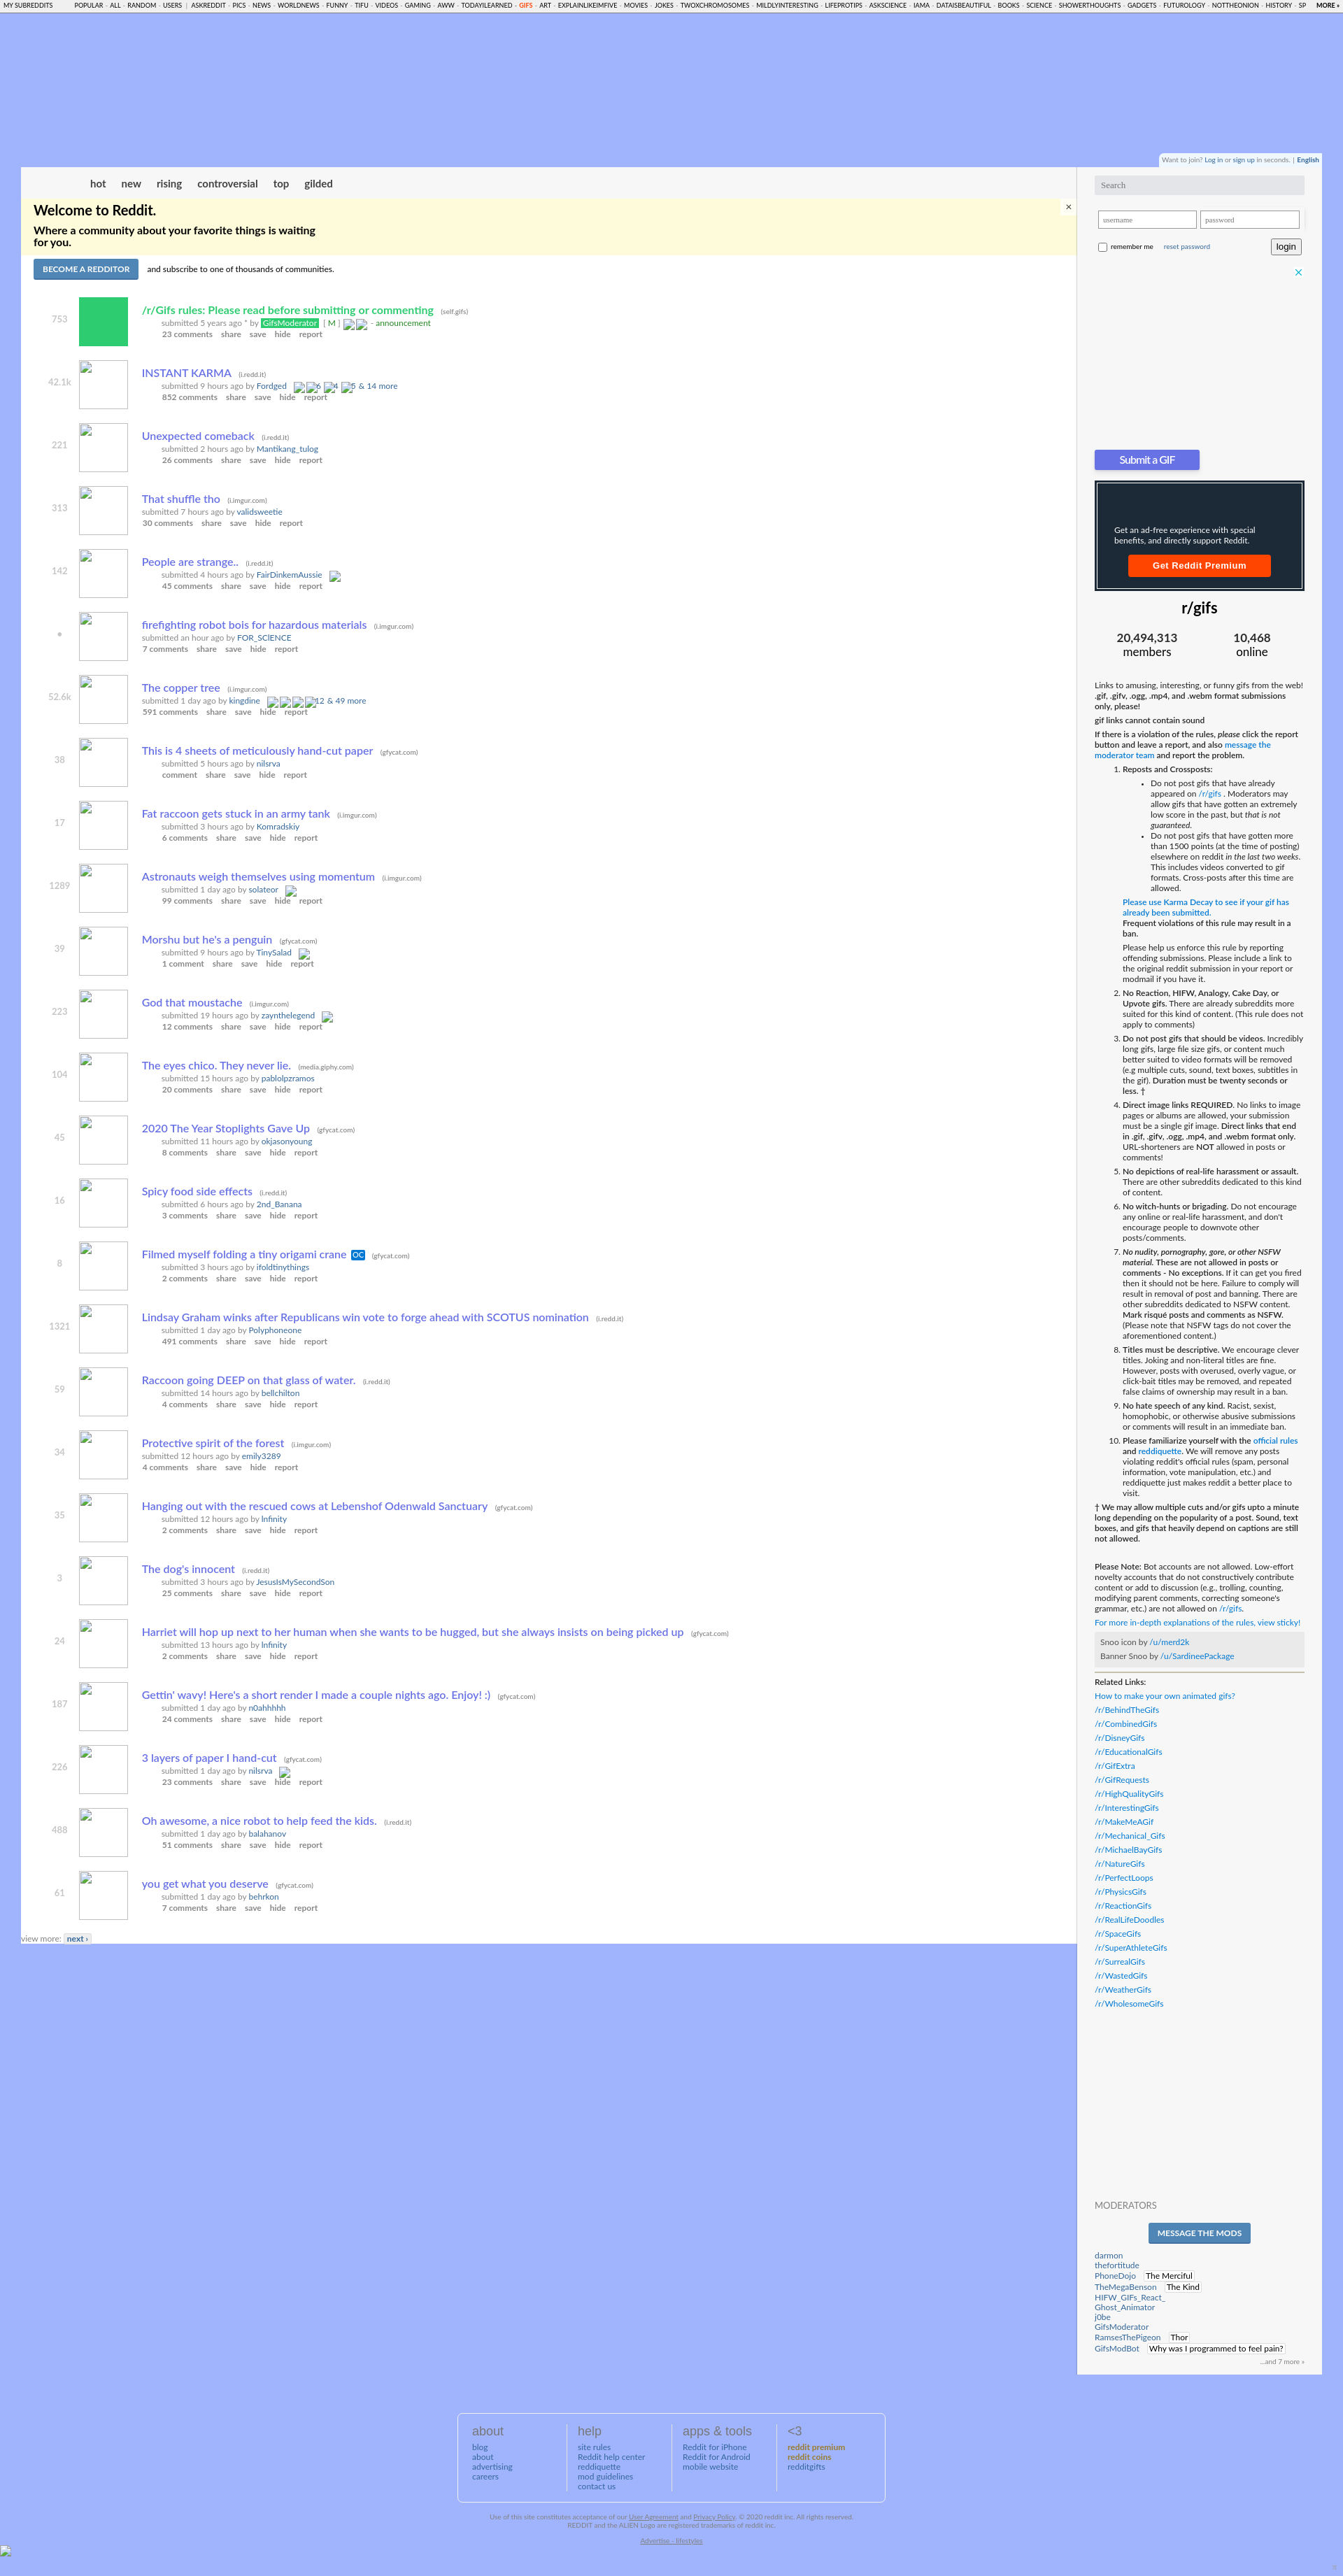 MY SUBREDDITS POPULAR - ALL - RANDOM - USERS | ASKREDDIT - PICS - NEWS - WORLDNEWS - FUNNY - TIFU - VIDEOS - GAMING - AWW - TODAYILEARNED - GIFS - ART - EXPLAINLIKEIMFIVE - MOVIES - JOKES - TWOXCHROMOSOMES - MILDLYINTERESTING - LIFEPROTIPS - ASKSCIENCE - IAMA - DATAISBEAUTIFUL - BOOKS - SCIENCE - SHOWERTHOUGHTS - GADGETS - FUTUROLOGY - NOTTHEONION - HISTORY - SP MORE »
Want to join? Log in or sign up in seconds. | English
hot new rising controversial top gilded
Welcome to Reddit.
Where a community about your favorite things is waiting
for you.
×
BECOME A REDDITOR and subscribe to one of thousands of communities.
753
/r/Gifs rules: Please read before submitting or commenting (self.gifs)
submitted 5 years ago * by GifsModerator [ M ] - announcement
23 comments share save hide report
42.1k
INSTANT KARMA (i.redd.it)
submitted 9 hours ago by Fordged 6 4 5 & 14 more
852 comments share save hide report
221
Unexpected comeback (i.redd.it)
submitted 2 hours ago by Mantikang_tulog
26 comments share save hide report
313
That shuffle tho (i.imgur.com)
submitted 7 hours ago by validsweetie
30 comments share save hide report
142
People are strange.. (i.redd.it)
submitted 4 hours ago by FairDinkemAussie
45 comments share save hide report
•
firefighting robot bois for hazardous materials (i.imgur.com)
submitted an hour ago by FOR_SClENCE
7 comments share save hide report
52.6k
The copper tree (i.imgur.com)
submitted 1 day ago by kingdine 12 & 49 more
591 comments share save hide report
38
This is 4 sheets of meticulously hand-cut paper (gfycat.com)
submitted 5 hours ago by nilsrva
comment share save hide report
17
Fat raccoon gets stuck in an army tank (i.imgur.com)
submitted 3 hours ago by Komradskiy
6 comments share save hide report
1289
Astronauts weigh themselves using momentum (i.imgur.com)
submitted 1 day ago by solateor
99 comments share save hide report
39
Morshu but he's a penguin (gfycat.com)
submitted 9 hours ago by TinySalad
1 comment share save hide report
223
God that moustache (i.imgur.com)
submitted 19 hours ago by zaynthelegend
12 comments share save hide report
104
The eyes chico. They never lie. (media.giphy.com)
submitted 15 hours ago by pablolpzramos
20 comments share save hide report
45
2020 The Year Stoplights Gave Up (gfycat.com)
submitted 11 hours ago by okjasonyoung
8 comments share save hide report
16
Spicy food side effects (i.redd.it)
submitted 6 hours ago by 2nd_Banana
3 comments share save hide report
8
Filmed myself folding a tiny origami crane OC (gfycat.com)
submitted 3 hours ago by ifoldtinythings
2 comments share save hide report
1321
Lindsay Graham winks after Republicans win vote to forge ahead with SCOTUS nomination (i.redd.it)
submitted 1 day ago by Polyphoneone
491 comments share save hide report
59
Raccoon going DEEP on that glass of water. (i.redd.it)
submitted 14 hours ago by bellchilton
4 comments share save hide report
34
Protective spirit of the forest (i.imgur.com)
submitted 12 hours ago by emily3289
4 comments share save hide report
35
Hanging out with the rescued cows at Lebenshof Odenwald Sanctuary (gfycat.com)
submitted 12 hours ago by lnfinity
2 comments share save hide report
3
The dog's innocent (i.redd.it)
submitted 3 hours ago by JesusIsMySecondSon
25 comments share save hide report
24
Harriet will hop up next to her human when she wants to be hugged, but she always insists on being picked up (gfycat.com)
submitted 13 hours ago by lnfinity
2 comments share save hide report
187
Gettin' wavy! Here's a short render I made a couple nights ago. Enjoy! :) (gfycat.com)
submitted 1 day ago by n0ahhhhh
24 comments share save hide report
226
3 layers of paper I hand-cut (gfycat.com)
submitted 1 day ago by nilsrva
23 comments share save hide report
488
Oh awesome, a nice robot to help feed the kids. (i.redd.it)
submitted 1 day ago by balahanov
51 comments share save hide report
61
you get what you deserve (gfycat.com)
submitted 1 day ago by behrkon
7 comments share save hide report
view more: next ›
Search
username password
remember me reset password login
Submit a GIF
Get an ad-free experience with special
benefits, and directly support Reddit.
Get Reddit Premium
r/gifs
20,494,313 10,468
members online
Links to amusing, interesting, or funny gifs from the web!
.gif, .gifv, .ogg, .mp4, and .webm format submissions
only, please!
gif links cannot contain sound
If there is a violation of the rules, please click the report
button and leave a report, and also message the
moderator team and report the problem.
1. Reposts and Crossposts:
• Do not post gifs that have already
appeared on /r/gifs . Moderators may
allow gifs that have gotten an extremely
low score in the past, but that is not
guaranteed.
• Do not post gifs that have gotten more
than 1500 points (at the time of posting)
elsewhere on reddit in the last two weeks.
This includes videos converted to gif
formats. Cross-posts after this time are
allowed.
Please use Karma Decay to see if your gif has
already been submitted.
Frequent violations of this rule may result in a
ban.
Please help us enforce this rule by reporting
offending submissions. Please include a link to
the original reddit submission in your report or
modmail if you have it.
2. No Reaction, HIFW, Analogy, Cake Day, or
Upvote gifs. There are already subreddits more
suited for this kind of content. (This rule does not
apply to comments)
3. Do not post gifs that should be videos. Incredibly
long gifs, large file size gifs, or content much
better suited to video formats will be removed
(e.g multiple cuts, sound, text boxes, subtitles in
the gif). Duration must be twenty seconds or
less. †
4. Direct image links REQUIRED. No links to image
pages or albums are allowed, your submission
must be a single gif image. Direct links that end
in .gif, .gifv, .ogg, .mp4, and .webm format only.
URL-shorteners are NOT allowed in posts or
comments!
5. No depictions of real-life harassment or assault.
There are other subreddits dedicated to this kind
of content.
6. No witch-hunts or brigading. Do not encourage
any online or real-life harassment, and don't
encourage people to downvote other
posts/comments.
7. No nudity, pornography, gore, or other NSFW
material. These are not allowed in posts or
comments - No exceptions. If it can get you fired
then it should not be here. Failure to comply will
result in removal of post and banning. There are
other subreddits dedicated to NSFW content.
Mark risqué posts and comments as NSFW.
(Please note that NSFW tags do not cover the
aforementioned content.)
8. Titles must be descriptive. We encourage clever
titles. Joking and non-literal titles are fine.
However, posts with overused, overly vague, or
click-bait titles may be removed, and repeated
false claims of ownership may result in a ban.
9. No hate speech of any kind. Racist, sexist,
homophobic, or otherwise abusive submissions
or comments will result in an immediate ban.
10. Please familiarize yourself with the official rules
and reddiquette. We will remove any posts
violating reddit's official rules (spam, personal
information, vote manipulation, etc.) and
reddiquette just makes reddit a better place to
visit.
† We may allow multiple cuts and/or gifs upto a minute
long depending on the popularity of a post. Sound, text
boxes, and gifs that heavily depend on captions are still
not allowed.
Please Note: Bot accounts are not allowed. Low-effort
novelty accounts that do not constructively contribute
content or add to discussion (e.g., trolling, counting,
modifying parent comments, correcting someone's
grammar, etc.) are not allowed on /r/gifs.
For more in-depth explanations of the rules, view sticky!
Snoo icon by /u/merd2k
Banner Snoo by /u/SardineePackage
Related Links:
How to make your own animated gifs?
/r/BehindTheGifs
/r/CombinedGifs
/r/DisneyGifs
/r/EducationalGifs
/r/GifExtra
/r/GifRequests
/r/HighQualityGifs
/r/InterestingGifs
/r/MakeMeAGif
/r/Mechanical_Gifs
/r/MichaelBayGifs
/r/NatureGifs
/r/PerfectLoops
/r/PhysicsGifs
/r/ReactionGifs
/r/RealLifeDoodles
/r/SpaceGifs
/r/SuperAthleteGifs
/r/SurrealGifs
/r/WastedGifs
/r/WeatherGifs
/r/WholesomeGifs
MODERATORS
MESSAGE THE MODS
darmon
thefortitude
PhoneDojo The Merciful
TheMegaBenson The Kind
HIFW_GIFs_React_
Ghost_Animator
j0be
GifsModerator
RamsesThePigeon Thor
GifsModBot Why was I programmed to feel pain?
...and 7 more »
about help apps & tools <3
blog site rules Reddit for iPhone reddit premium
about Reddit help center Reddit for Android reddit coins
advertising reddiquette mobile website redditgifts
careers mod guidelines
contact us
Use of this site constitutes acceptance of our User Agreement and Privacy Policy. © 2020 reddit inc. All rights reserved.
REDDIT and the ALIEN Logo are registered trademarks of reddit inc.
Advertise - lifestyles